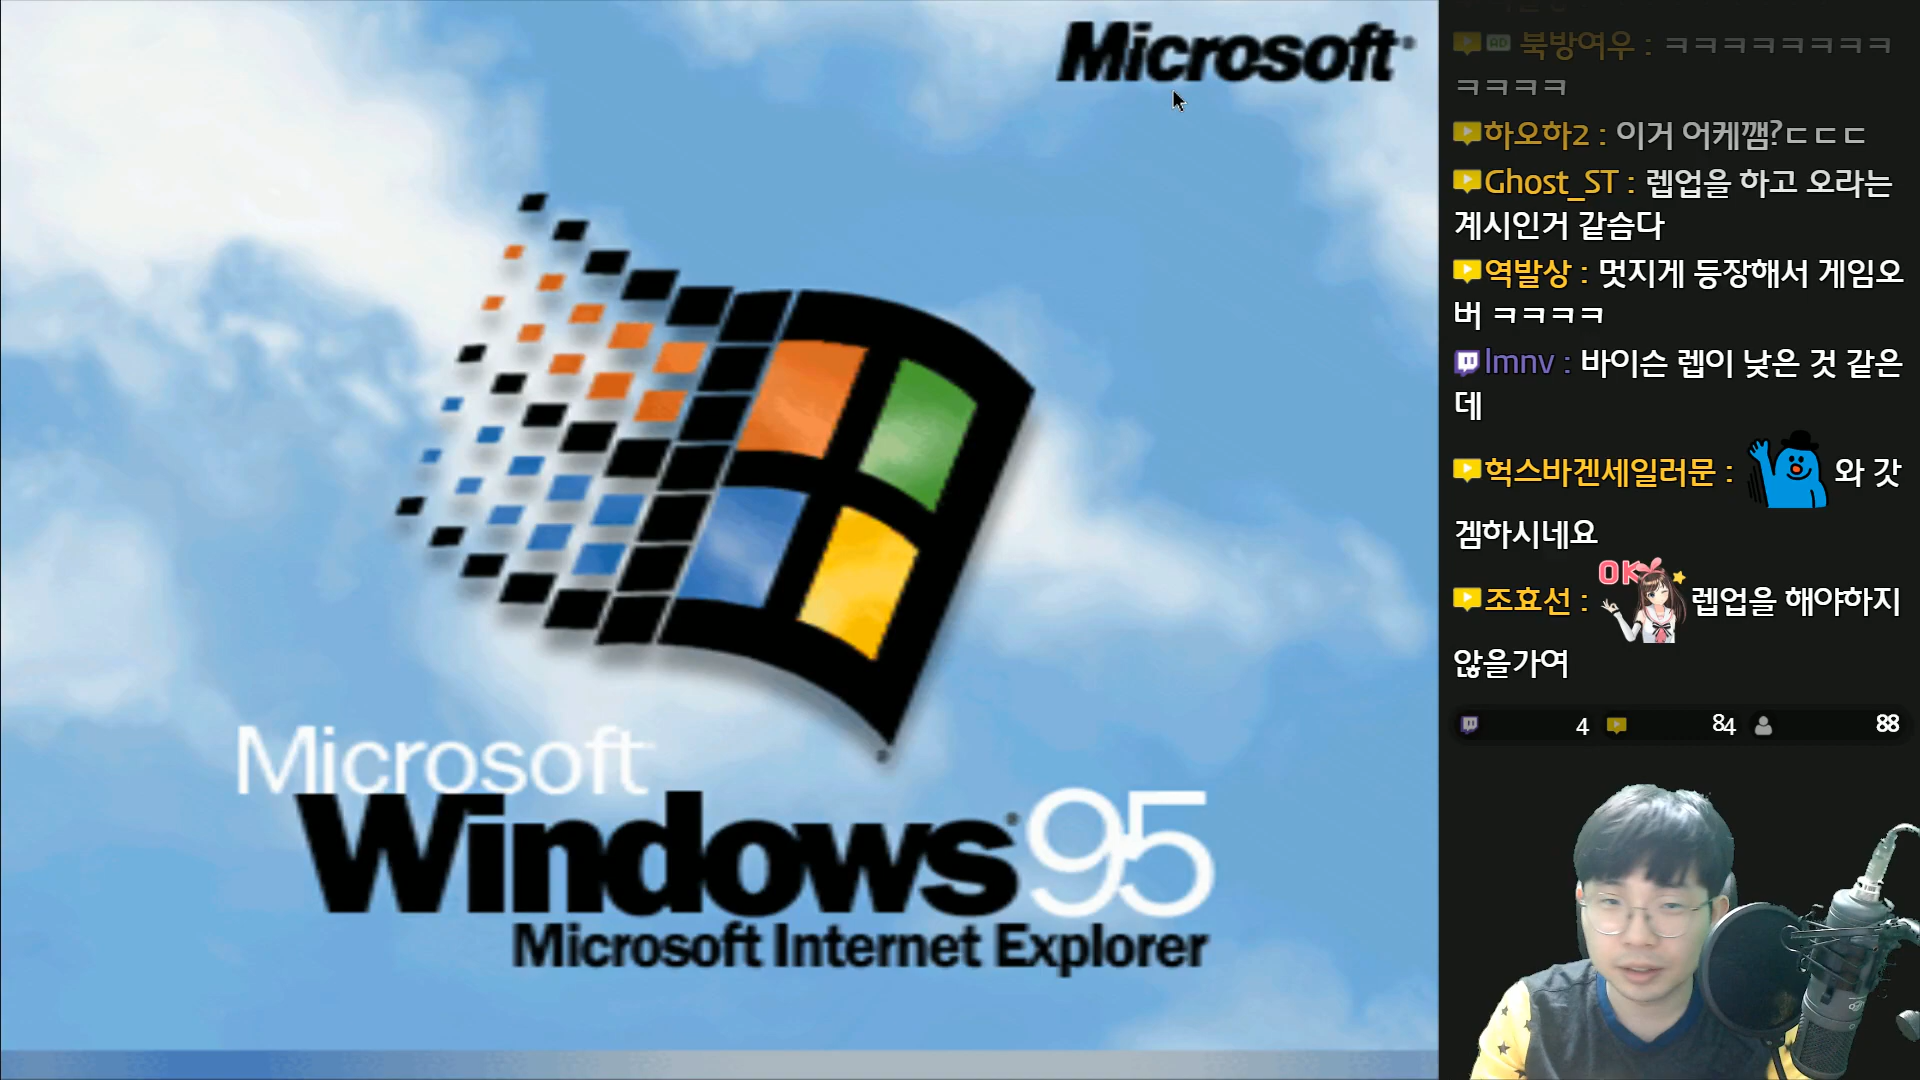 Microsoft®
Microsoft
Windows®95
Microsoft Internet Explorer
AD 북방여우 : ㅋㅋㅋㅋㅋㅋㅋㅋ
ㅋㅋㅋㅋ
하오하2 : 이거 어케깸?ㄷㄷㄷ
Ghost_ST : 렙업을 하고 오라는
계시인거 같슴다
역발상 : 멋지게 등장해서 게임오
버 ㅋㅋㅋㅋ
lmnv : 바이슨 렙이 낮은 것 같은
데
헉스바겐세일러문 : 와 갓
겜하시네요
조효선 : OK 렙업을 해야하지
않을가여
4 84 88